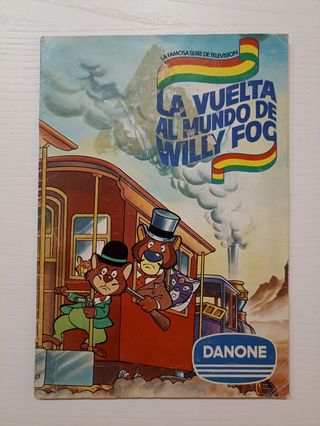 LA FAMOSA SERIE DE TELEVISION
LA VUELTA
AL MUNDO DE
WILLY FOG
DANONE